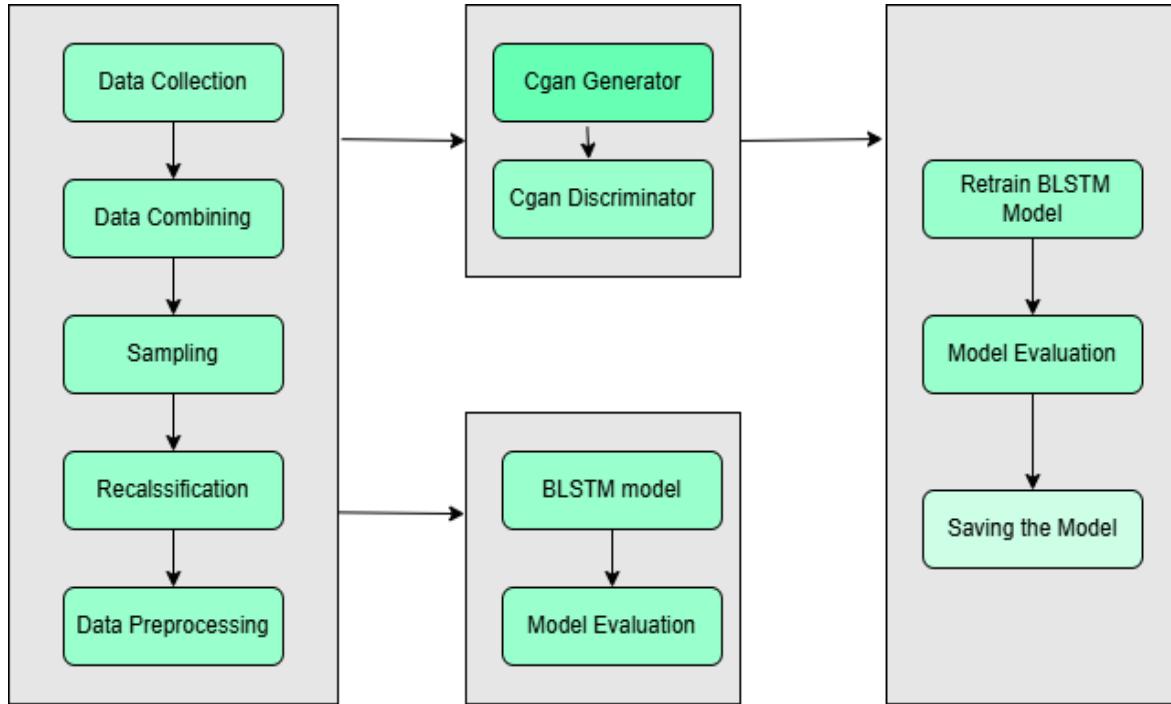 Data Collection
Data Combining
Sampling
Recalssification
Data Preprocessing
Cgan Generator
Cgan Discriminator
BLSTM model
Model Evaluation
Retrain BLSTM
Model
Model Evaluation
Saving the Model